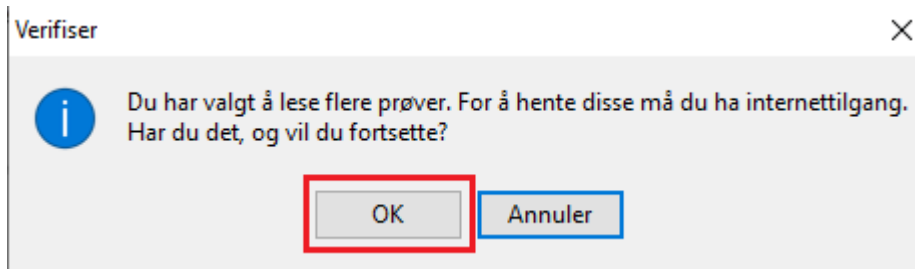 Verifiser
Du har valgt å lese flere prøver. For å hente disse må du ha internettilgang.
Har du det, og vil du fortsette?
OK
Annuler